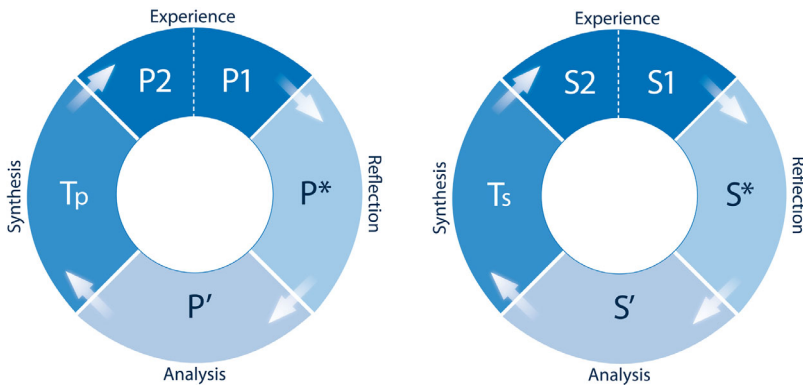 Experience
P2
P1
Reflection
P*
Analysis
P′
Synthesis
Tp
Experience
S2
S1
Reflection
S*
Analysis
S′
Synthesis
Ts